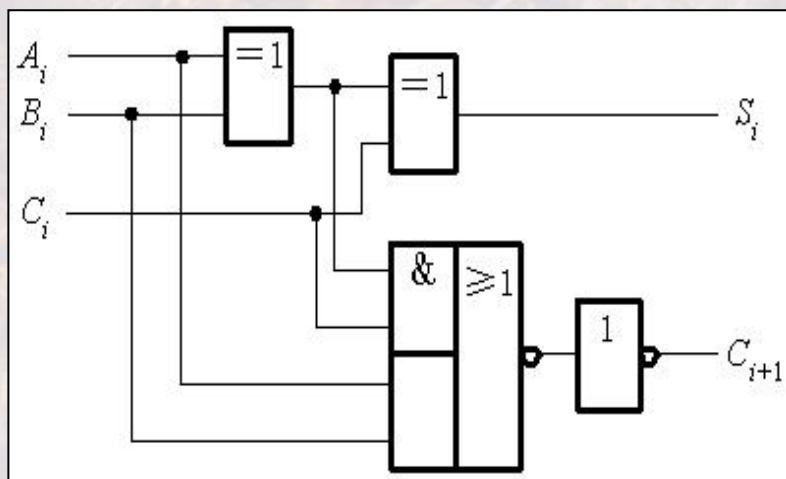 A_i
=1
=1
B_i
S_i
C_i
&
≥1
1
C_{i+1}